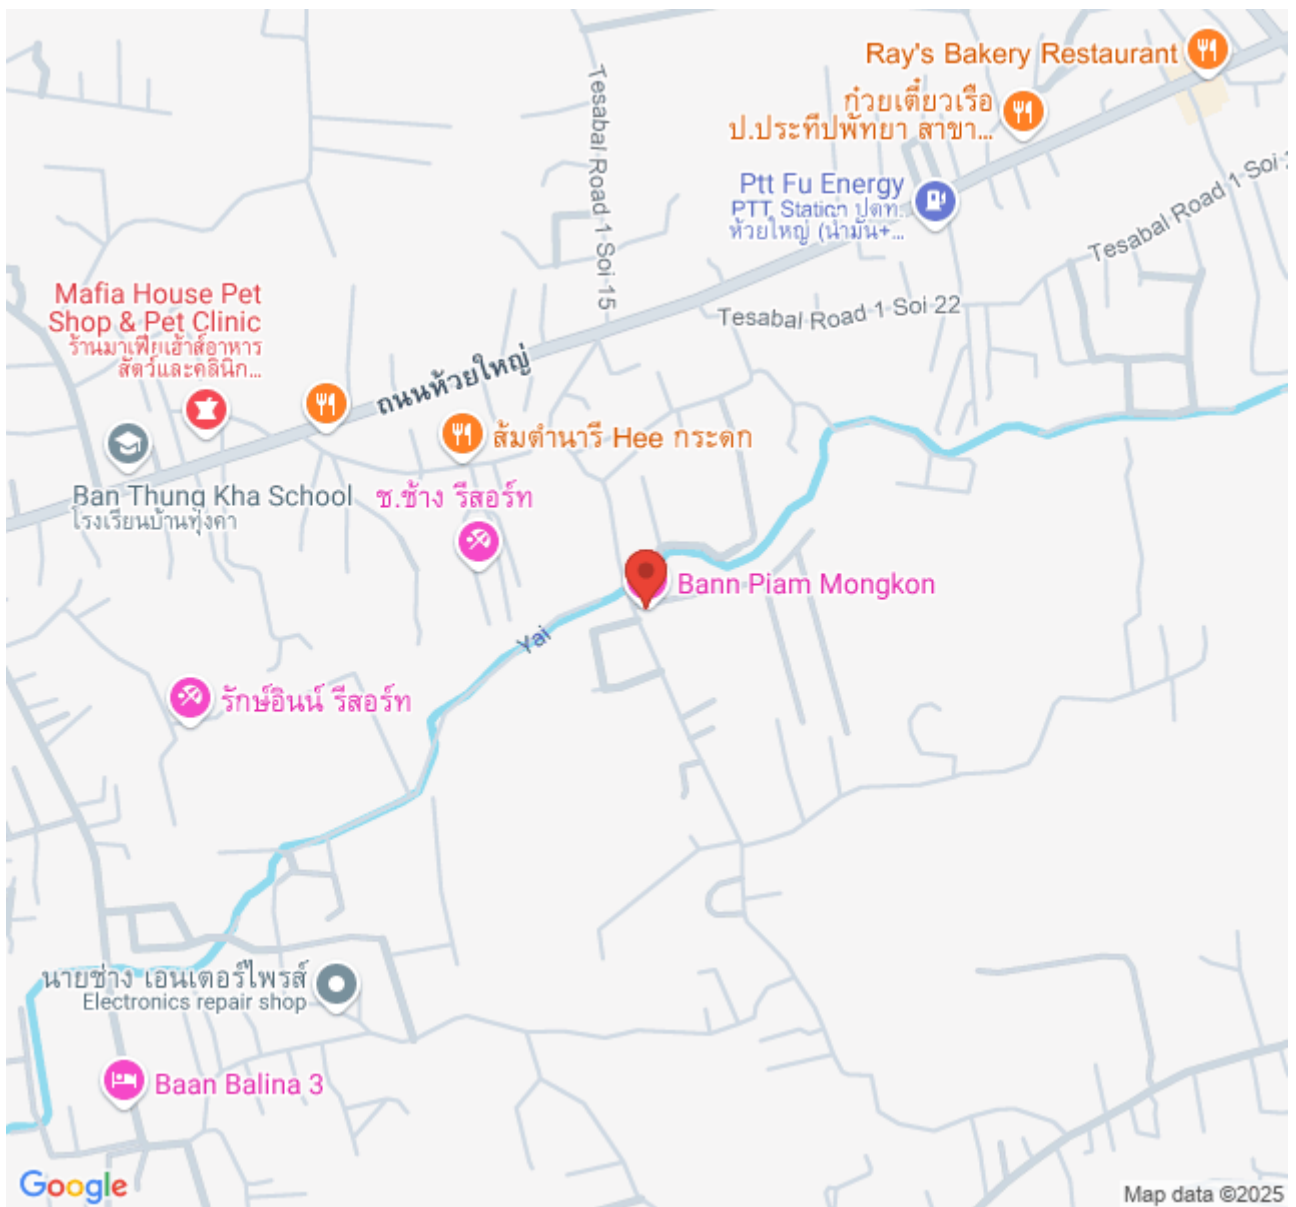 Ray's Bakery Restaurant
ก๋วยเตี๋ยวเรือ
ป.ประทีปพัทยา สาขา...
Tesabal Road 1 Soi 15
Ptt Fu Energy
PTT Station ปตท.
ห้วยใหญ่ (น้ำมัน+...
Tesabal Road 1 Soi
Mafia House Pet
Shop & Pet Clinic
ร้านมาเฟียเฮ้าส์อาหาร
สัตว์และคลินิก...
Tesabal Road 1 Soi 22
ถนนห้วยใหญ่
ส้มตำนารี Hee กระดก
Ban Thung Kha School
โรงเรียนบ้านทุ่งคา
ช.ช้าง รีสอร์ท
Bann Piam Mongkon
Yai
รักษ์อินน์ รีสอร์ท
นายช่าง เอนเตอร์ไพรส์
Electronics repair shop
Baan Balina 3
Google
Map data ©2025